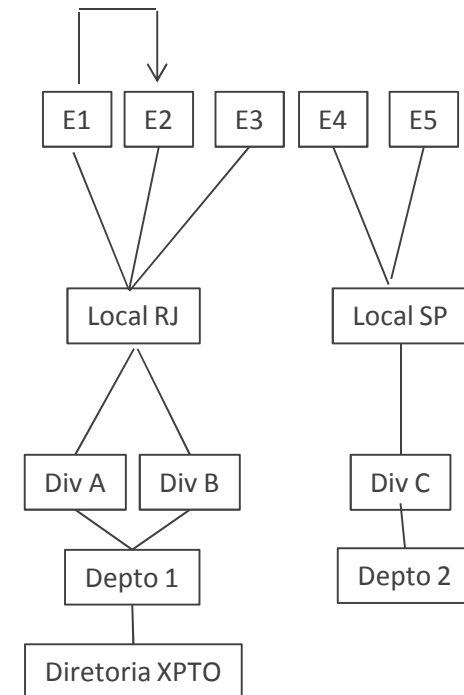 E1 E2 E3 E4 E5
Local RJ Local SP
Div A Div B Div C
Depto 1 Depto 2
Diretoria XPTO